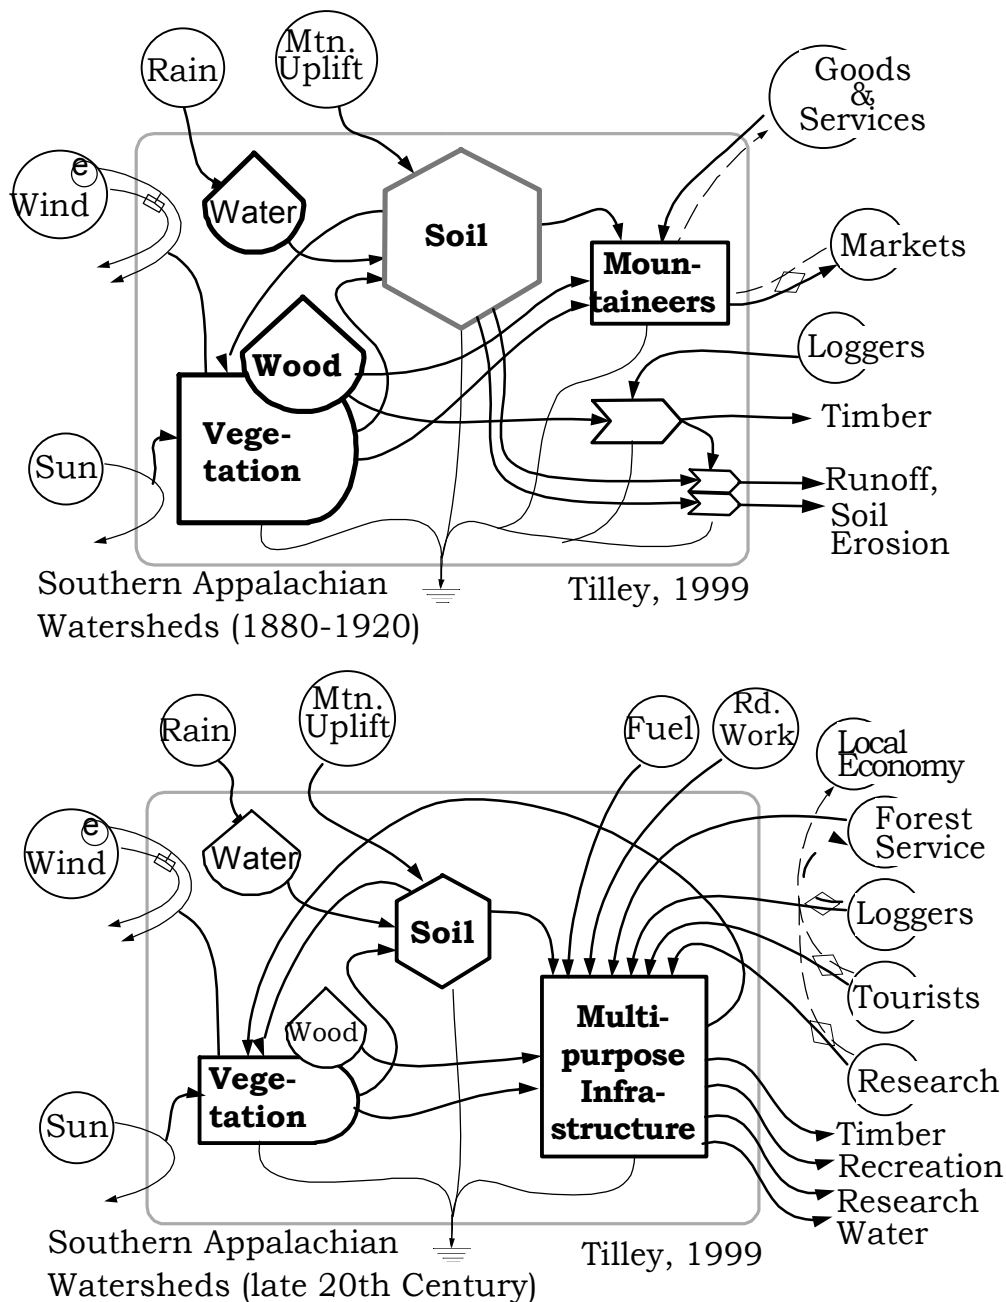 Mtn.
Uplift
Rain
Goods
&
Services
e
Wind
Water
Soil
Markets
Moun-
taineers
Wood
Loggers
Timber
Vege-
tation
Sun
Runoff,
Soil
Erosion
Southern Appalachian
Watersheds (1880-1920)
Tilley, 1999
Mtn.
Uplift
Rain
Fuel
Rd.
Work
Local
Economy
e
Wind
Water
Forest
Service
Soil
Loggers
Tourists
Wood
Multi-
purpose
Infra-
structure
Vege-
tation
Research
Sun
Timber
Recreation
Research
Water
Southern Appalachian
Watersheds (late 20th Century)
Tilley, 1999